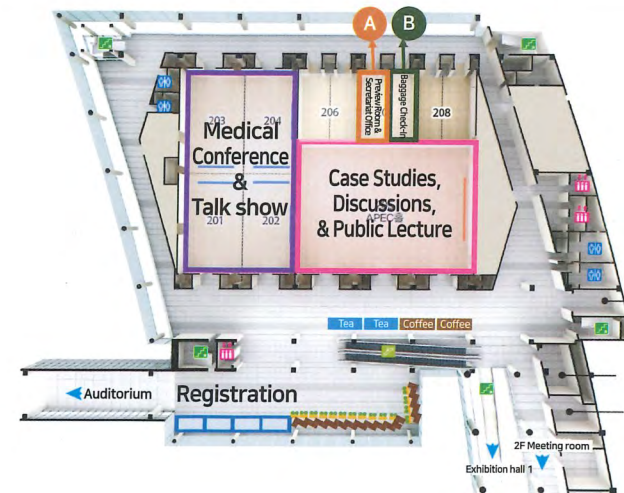 A
B
203
204
206
Preview Room &
Secretariat Office
Baggage Check-in
208
Medical
Conference
&
Talk show
201
202
Case Studies,
Discussions,
APEC
& Public Lecture
Tea
Tea
Coffee
Coffee
Auditorium
Registration
2F Meeting room
Exhibition hall 1